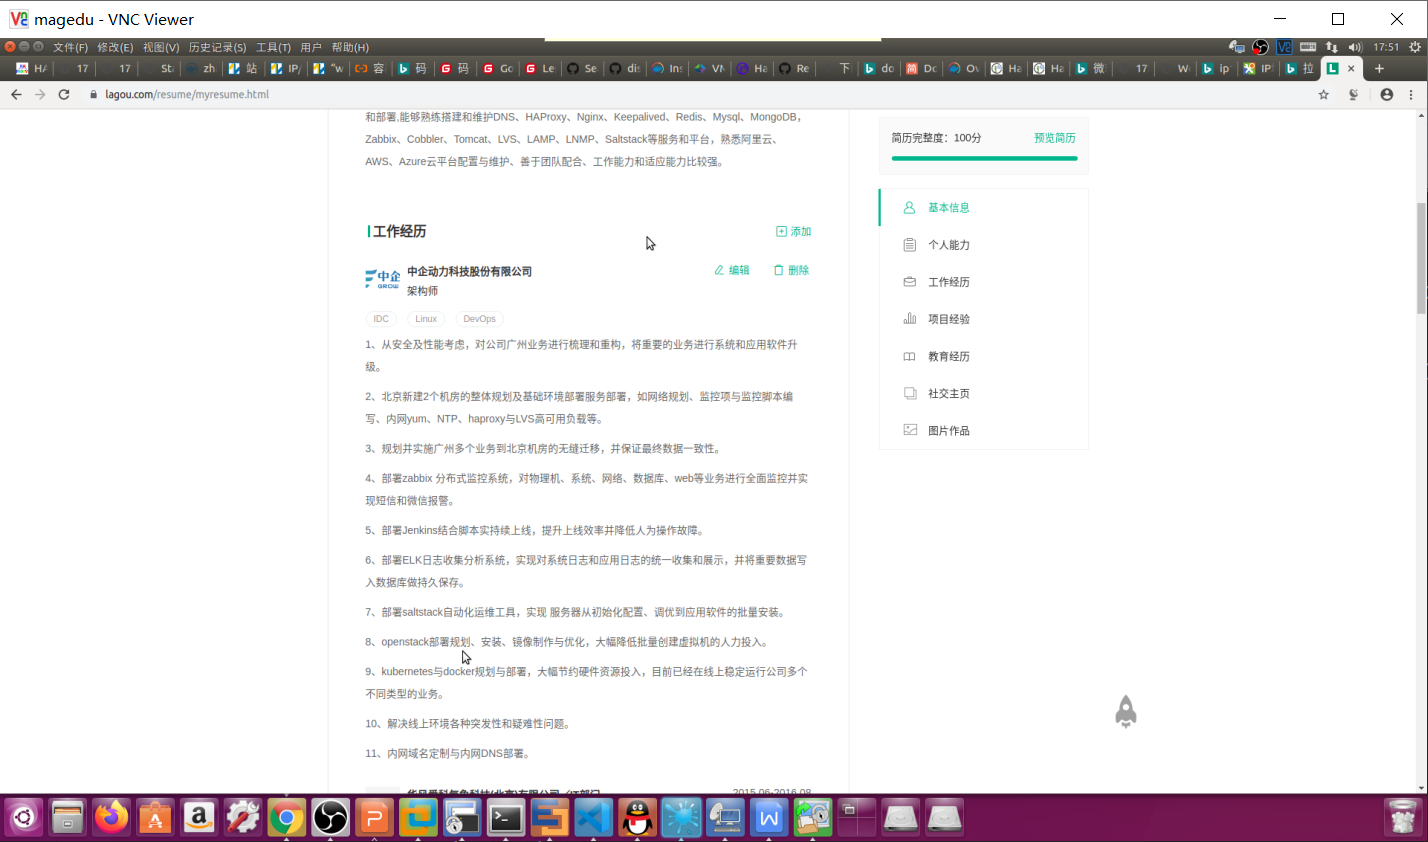 magedu - VNC Viewer
文件(F) 修改(E) 视图(V) 历史记录(S) 工具(T) 用户 帮助(H)
17:51
HA 17 17 Sta zh 站 IP/ "w 容 码 码 Go Le Se dis Ins VM Ha Re 下 do Do Ov Ha Ha 微 17 W ip IP 拉
lagou.com/resume/myresume.html
和部署,能够熟练搭建和维护DNS、HAProxy、Nginx、Keepalived、Redis、Mysql、MongoDB，
Zabbix、Cobbler、Tomcat、LVS、LAMP、LNMP、Saltstack等服务和平台，熟悉阿里云、
AWS、Azure云平台配置与维护、善于团队配合、工作能力和适应能力比较强。
简历完整度：100分 预览简历
工作经历 添加
中企
GROW
中企动力科技股份有限公司 编辑 删除
架构师
IDC Linux DevOps
1、从安全及性能考虑，对公司广州业务进行梳理和重构，将重要的业务进行系统和应用软件升
级。
2、北京新建2个机房的整体规划及基础环境部署服务部署，如网络规划、监控项与监控脚本编
写、内网yum、NTP、haproxy与LVS高可用负载等。
3、规划并实施广州多个业务到北京机房的无缝迁移，并保证最终数据一致性。
4、部署zabbix 分布式监控系统，对物理机、系统、网络、数据库、web等业务进行全面监控并实
现短信和微信报警。
5、部署Jenkins结合脚本实持续上线，提升上线效率并降低人为操作故障。
6、部署ELK日志收集分析系统，实现对系统日志和应用日志的统一收集和展示，并将重要数据写
入数据库做持久保存。
7、部署saltstack自动化运维工具，实现 服务器从初始化配置、调优到应用软件的批量安装。
8、openstack部署规划、安装、镜像制作与优化，大幅降低批量创建虚拟机的人力投入。
9、kubernetes与docker规划与部署，大幅节约硬件资源投入，目前已经在线上稳定运行公司多个
不同类型的业务。
10、解决线上环境各种突发性和疑难性问题。
11、内网域名定制与内网DNS部署。
2015.06-2016.08
基本信息
个人能力
工作经历
项目经验
教育经历
社交主页
图片作品